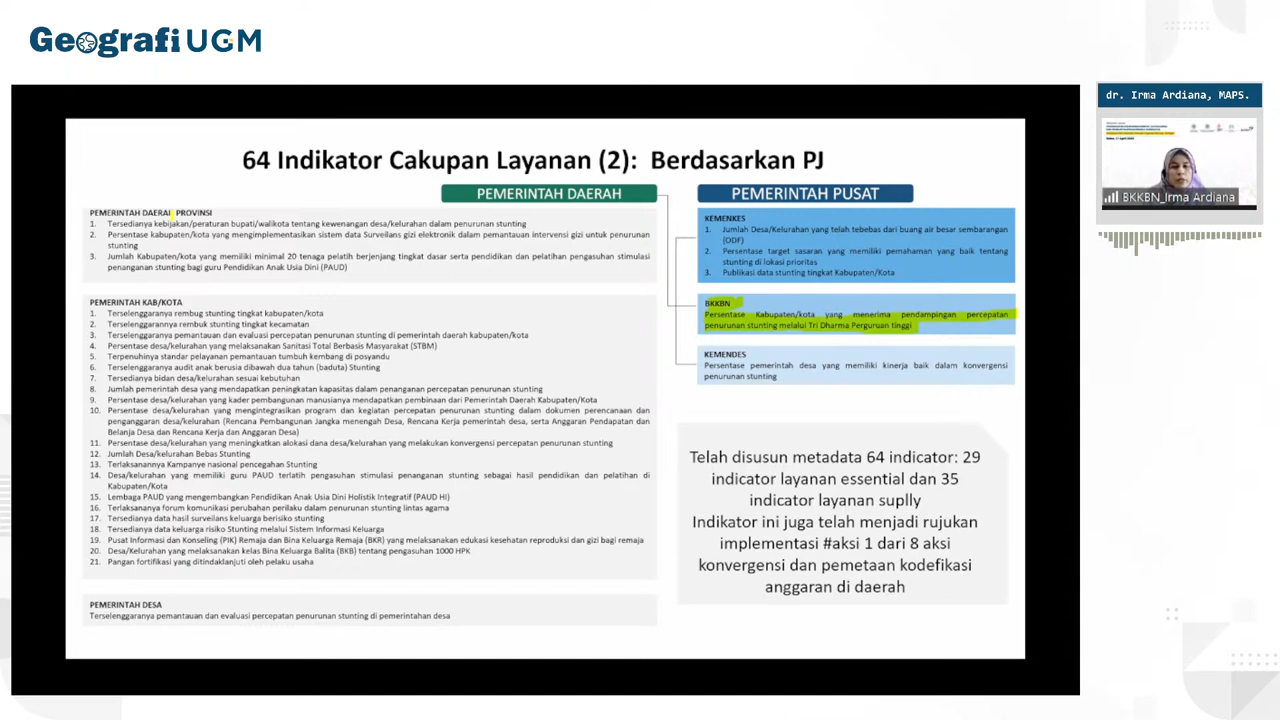 Geografi UGM
64 Indikator Cakupan Layanan (2): Berdasarkan PJ
PEMERINTAH DAERAH
PEMERINTAH DAERAH PROVINSI
1. Tersedianya kebijakan/peraturan bupati/walikota tentang kewenangan desa/kelurahan dalam penurunan stunting
2. Persentase kabupaten/kota yang mengimplementasikan sistem data Surveilans gizi elektronik dalam pemantauan intervensi gizi untuk penurunan
stunting
3. Jumlah Kabupaten/kota yang memiliki minimal 20 tenaga pelatih berjenjang tingkat dasar serta pendidikan dan pelatihan pengasuhan stimulasi
penanganan stunting bagi guru Pendidikan Anak Usia Dini (PAUD)
PEMERINTAH KAB/KOTA
1. Terselenggaranya rembug stunting tingkat kabupaten/kota
2. Terselenggarannya rembuk stunting tingkat kecamatan
3. Terselenggaranya pemantauan dan evaluasi percepatan penurunan stunting di pemerintah daerah kabupaten/kota
4. Persentase desa/kelurahan yang melaksanakan Sanitasi Total Berbasis Masyarakat (STBM)
5. Terpenuhinya standar pelayanan pemantauan tumbuh kembang di posyandu
6. Terselenggaranya audit anak berusia dibawah dua tahun (baduta) Stunting
7. Tersedianya bidan desa/kelurahan sesuai kebutuhan
8. Jumlah pemerintah desa yang mendapatkan peningkatan kapasitas dalam penanganan percepatan penurunan stunting
9. Persentase desa/kelurahan yang kader pembangunan manusianya mendapatkan pembinaan dari Pemerintah Daerah Kabupaten/Kota
10. Persentase desa/kelurahan yang mengintegrasikan program dan kegiatan percepatan penurunan stunting dalam dokumen perencanaan dan
penganggaran desa/kelurahan (Rencana Pembangunan Jangka menengah Desa, Rencana Kerja pemerintah desa, serta Anggaran Pendapatan dan
Belanja Desa dan Rencana Kerja dan Anggaran Desa)
11. Persentase desa/kelurahan yang meningkatkan alokasi dana desa/kelurahan yang melakukan konvergensi percepatan penurunan stunting
12. Jumlah Desa/Kelurahan Bebas Stunting
13. Terlaksanannya Kampanye nasional pencegahan Stunting
14. Desa/kelurahan yang memiliki guru PAUD terlatih pengasuhan stimulasi penanganan stunting sebagai hasil pendidikan dan pelatihan di
Kabupaten/Kota
15. Lembaga PAUD yang mengembangkan Pendidikan Anak Usia Dini Holistik Integratif (PAUD HI)
16. Terlaksananya forum komunikasi perubahan perilaku dalam penurunan stunting lintas agama
17. Tersedianya data hasil surveilans keluarga berisiko stunting
18. Tersedianya data keluarga risiko Stunting melalui Sistem Informasi Keluarga
19. Pusat Informasi dan Konseling (PIK) Remaja dan Bina Keluarga Remaja (BKR) yang melaksanakan edukasi kesehatan reproduksi dan gizi bagi remaja
20. Desa/Kelurahan yang melaksanakan kelas Bina Keluarga Balita (BKB) tentang pengasuhan 1000 HPK
21. Pangan fortifikasi yang ditindaklanjuti oleh pelaku usaha
PEMERINTAH DESA
Terselenggaranya pemantauan dan evaluasi percepatan penurunan stunting di pemerintahan desa
PEMERINTAH PUSAT
KEMENKES
1. Jumlah Desa/Kelurahan yang telah tebebas dari buang air besar sembarangan
(ODF)
2. Persentase target sasaran yang memiliki pemahaman yang baik tentang
stunting di lokasi prioritas
3. Publikasi data stunting tingkat Kabupaten/Kota
BKKBN
Persentase Kabupaten/kota yang menerima pendampingan percepatan
penurunan stunting melalui Tri Dharma Perguruan tinggi
KEMENDES
Persentase pemerintah desa yang memiliki kinerja baik dalam konvergensi
penurunan stunting
Telah disusun metadata 64 indicator: 29
indicator layanan essential dan 35
indicator layanan suplly
Indikator ini juga telah menjadi rujukan
implementasi #aksi 1 dari 8 aksi
konvergensi dan pemetaan kodefikasi
anggaran di daerah
dr. Irma Ardiana, MAPS.
BKKBN_Irma Ardiana